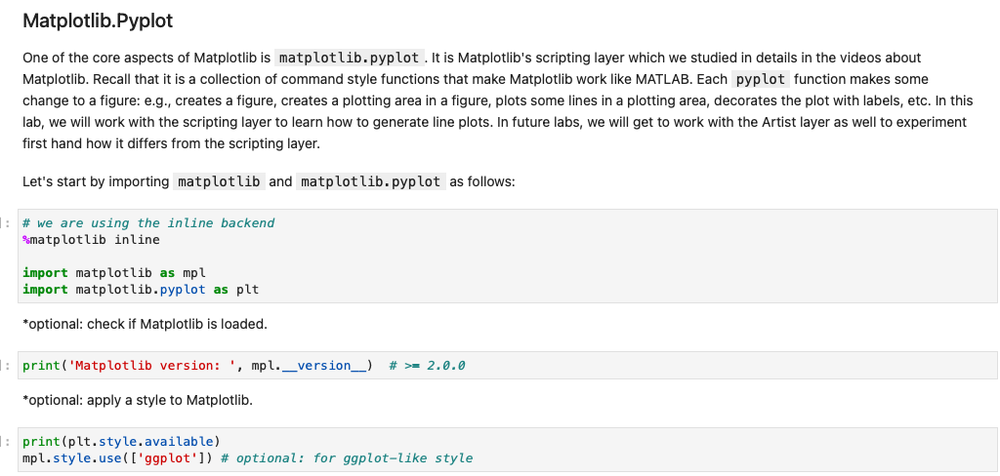 Matplotlib.Pyplot
One of the core aspects of Matplotlib is matplotlib.pyplot . It is Matplotlib's scripting layer which we studied in details in the videos about
Matplotlib. Recall that it is a collection of command style functions that make Matplotlib work like MATLAB. Each pyplot function makes some
change to a figure: e.g., creates a figure, creates a plotting area in a figure, plots some lines in a plotting area, decorates the plot with labels, etc. In this
lab, we will work with the scripting layer to learn how to generate line plots. In future labs, we will get to work with the Artist layer as well to experiment
first hand how it differs from the scripting layer.
Let's start by importing matplotlib and matplotlib.pyplot as follows:
]: # we are using the inline backend
%matplotlib inline
import matplotlib as mpl
import matplotlib.pyplot as plt
*optional: check if Matplotlib is loaded.
]: print('Matplotlib version: ', mpl.__version__)  # >= 2.0.0
*optional: apply a style to Matplotlib.
]: print(plt.style.available)
mpl.style.use(['ggplot']) # optional: for ggplot-like style